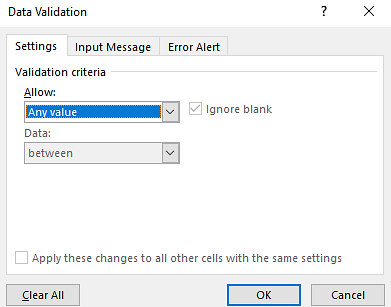 Data Validation ? ×
Settings Input Message Error Alert
Validation criteria
Allow:
Any value Ignore blank
Data:
between
Apply these changes to all other cells with the same settings
Clear All OK Cancel